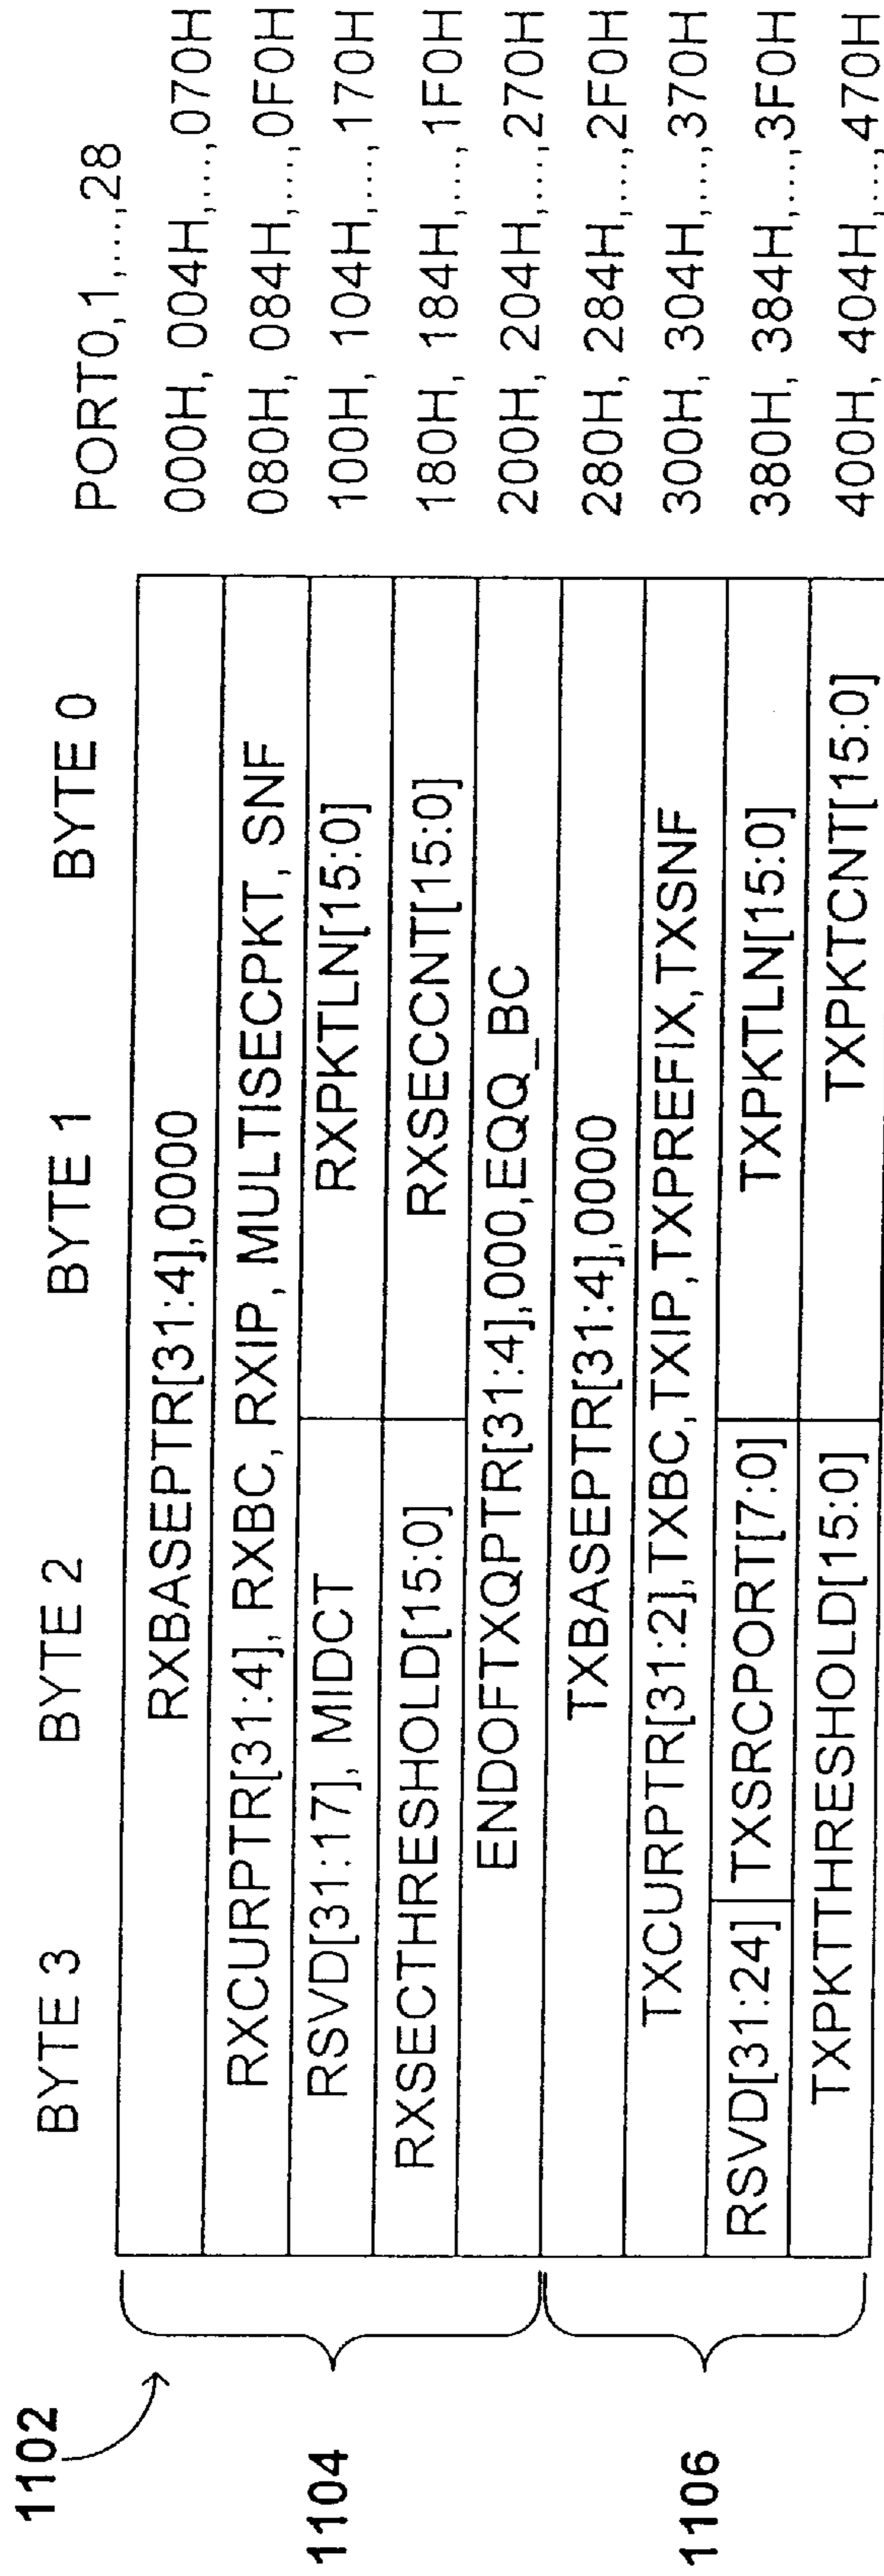 1102
BYTE 3 BYTE 2 BYTE 1 BYTE 0 PORT0,1,...,28
RXBASEPTR[31:4],0000 000H, 004H,...,070H
RXCURPTR[31:4], RXBC, RXIP, MULTISECPKT, SNF 080H, 084H,...,0F0H
RSVD[31:17], MIDCT RXPKTLN[15:0] 100H, 104H,...,170H
RXSECTHRESHOLD[15:0] RXSECCNT[15:0] 180H, 184H,...,1F0H
ENDOFTXQPTR[31:4],000,EQQ_BC 200H, 204H,...,270H
TXBASEPTR[31:4],0000 280H, 284H,...,2F0H
TXCURPTR[31:2],TXBC,TXIP,TXPREFIX,TXSNF 300H, 304H,...,370H
RSVD[31:24] TXSRCPORT[7:0] TXPKTLN[15:0] 380H, 384H,...,3F0H
TXPKTTHRESHOLD[15:0] TXPKTCNT[15:0] 400H, 404H,...,470H
1104
1106